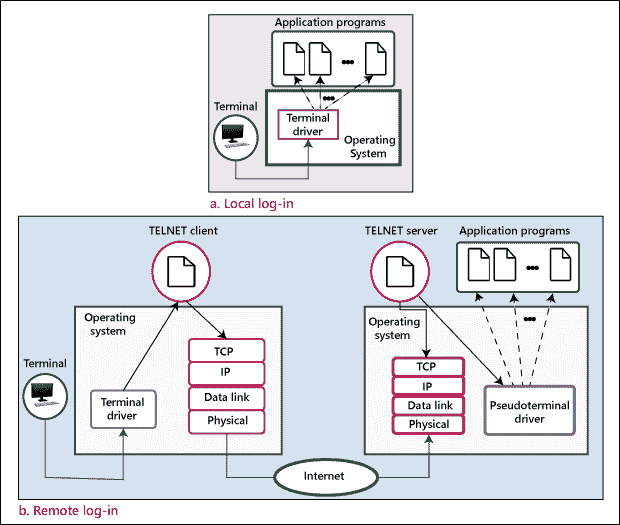 Application programs
Terminal
Terminal
driver
Operating
System
a. Local log-in
TELNET client
TELNET server
Application programs
Operating
system
Terminal
Terminal
driver
TCP
IP
Data link
Physical
Operating
system
TCP
IP
Data link
Physical
Pseudoterminal
driver
Internet
b. Remote log-in